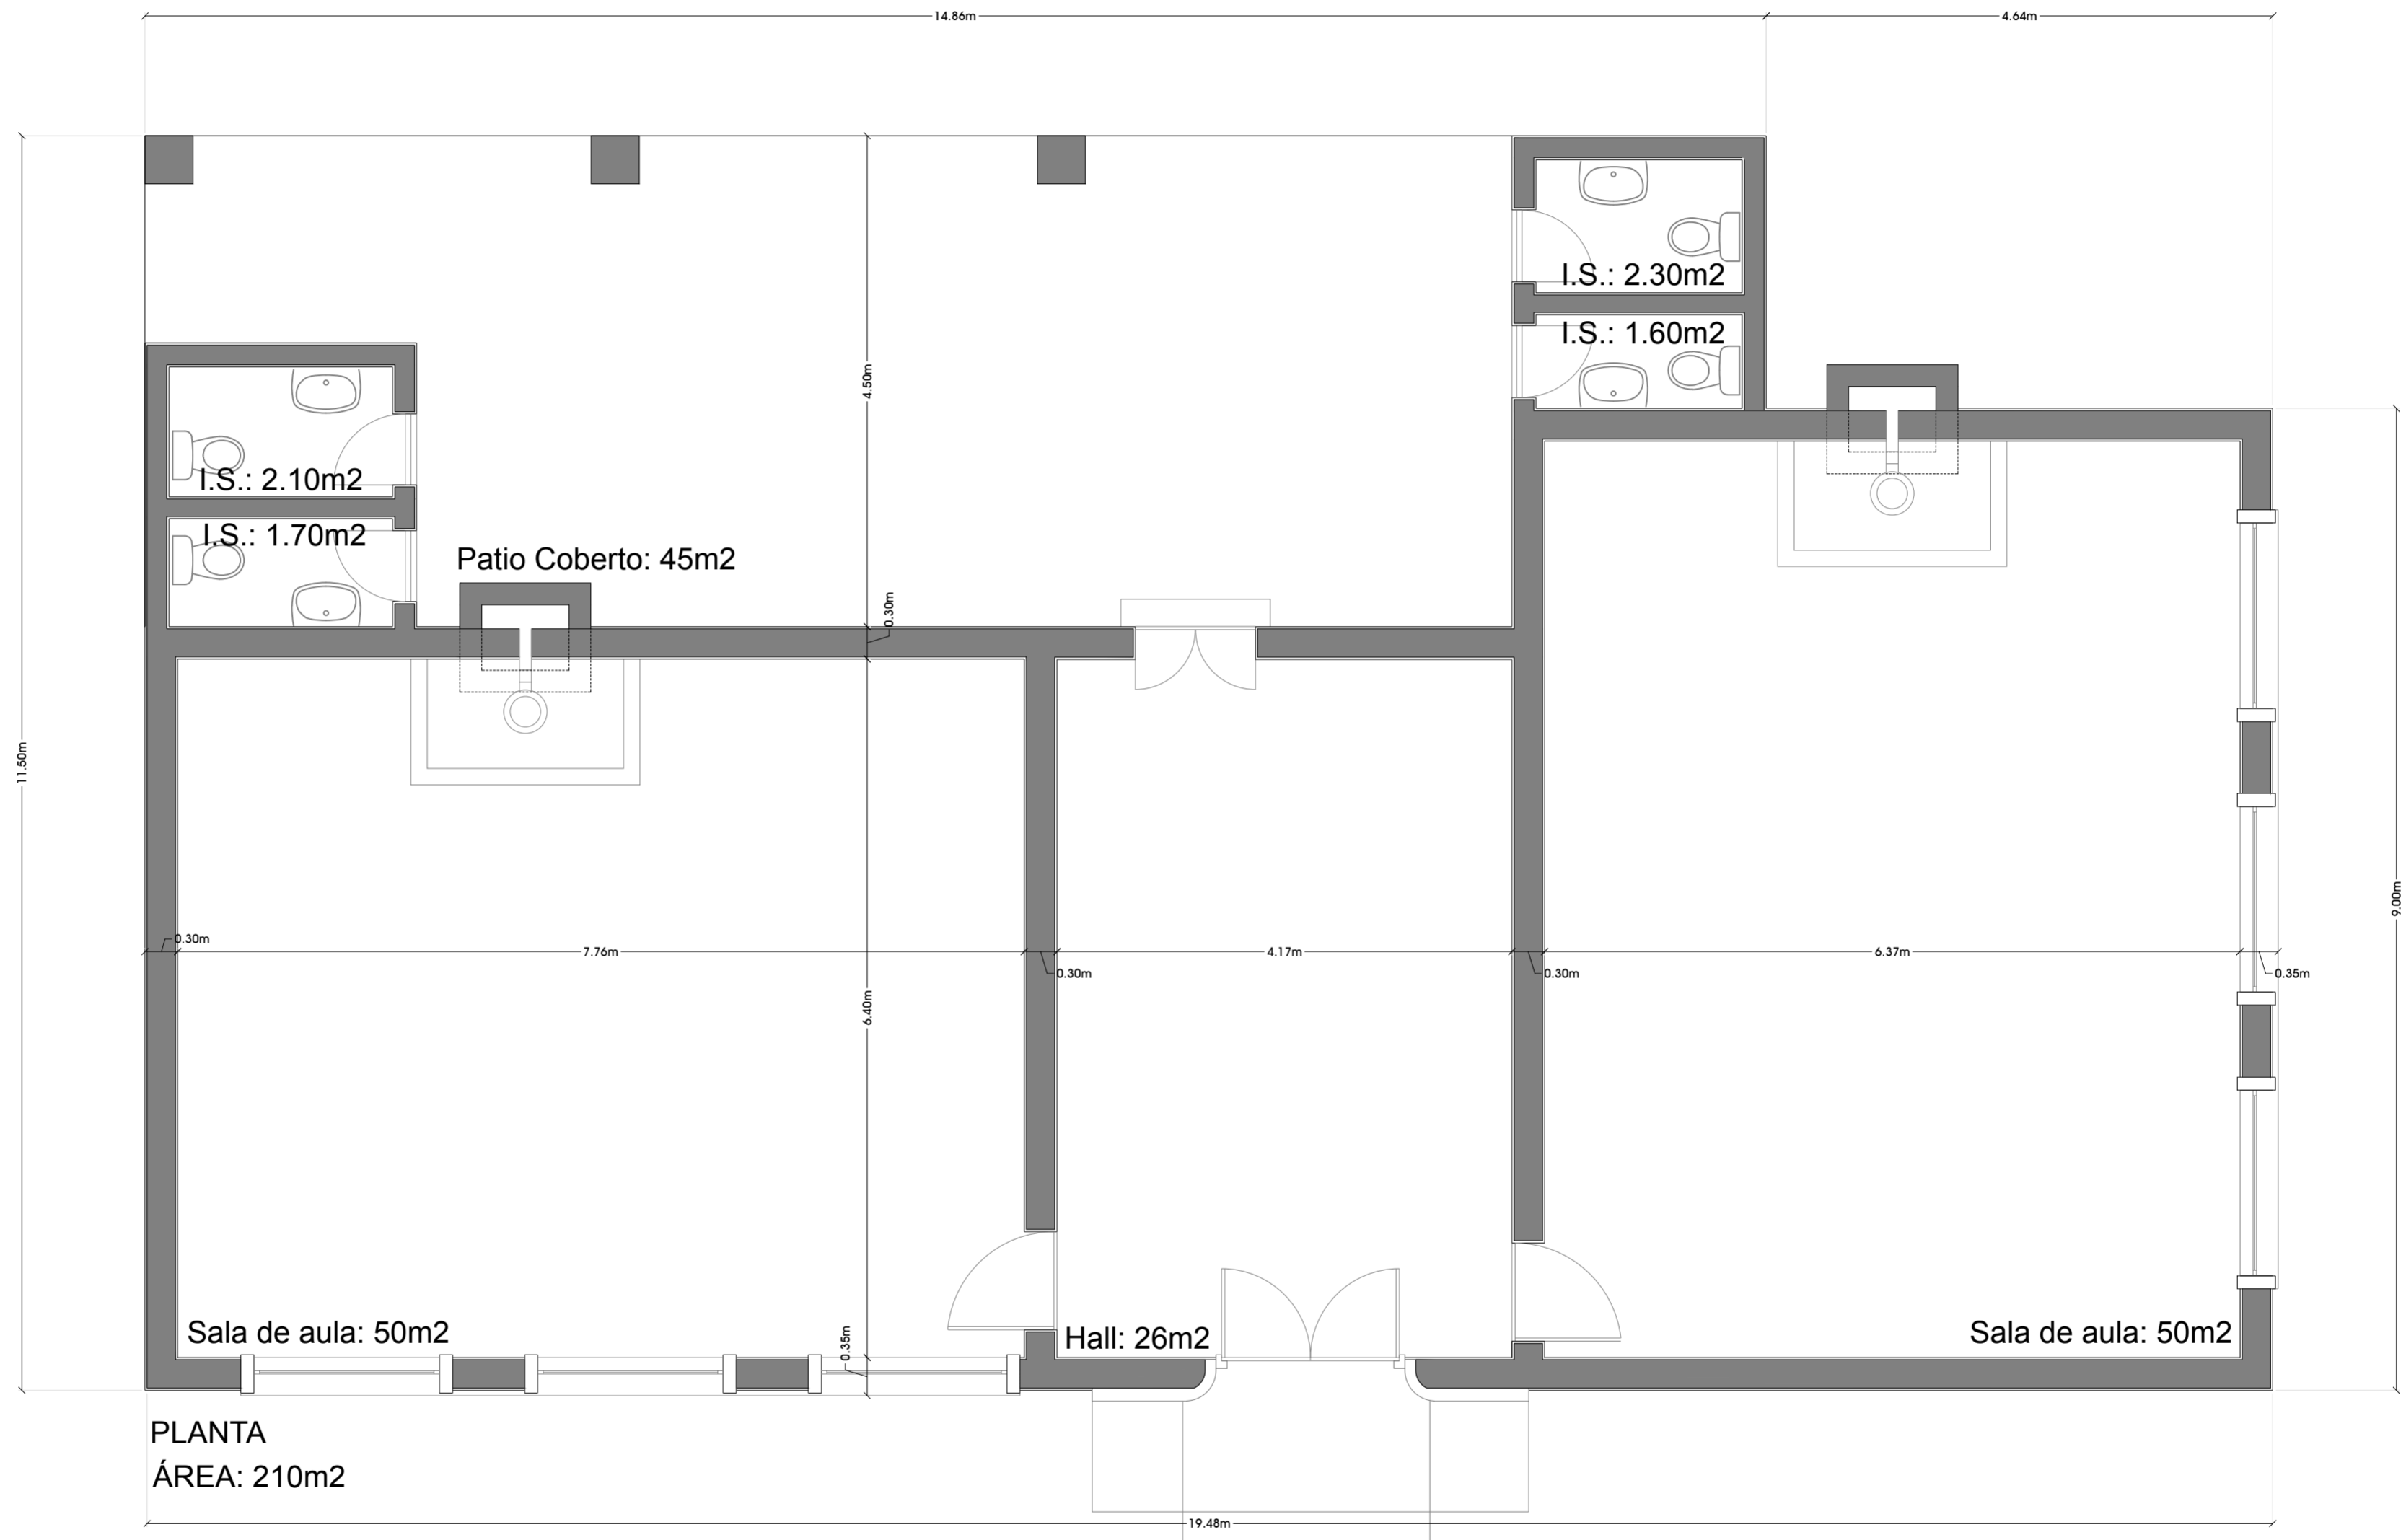 14.86m
4.64m
I.S.: 2.30m2
I.S.: 1.60m2
4.50m
I.S.: 2.10m2
I.S.: 1.70m2
Patio Coberto: 45m2
0.30m
11.50m
9.00m
0.30m
7.76m
0.30m
4.17m
0.30m
6.37m
0.35m
6.40m
Sala de aula: 50m2
0.35m
Hall: 26m2
Sala de aula: 50m2
PLANTA
ÁREA: 210m2
19.48m